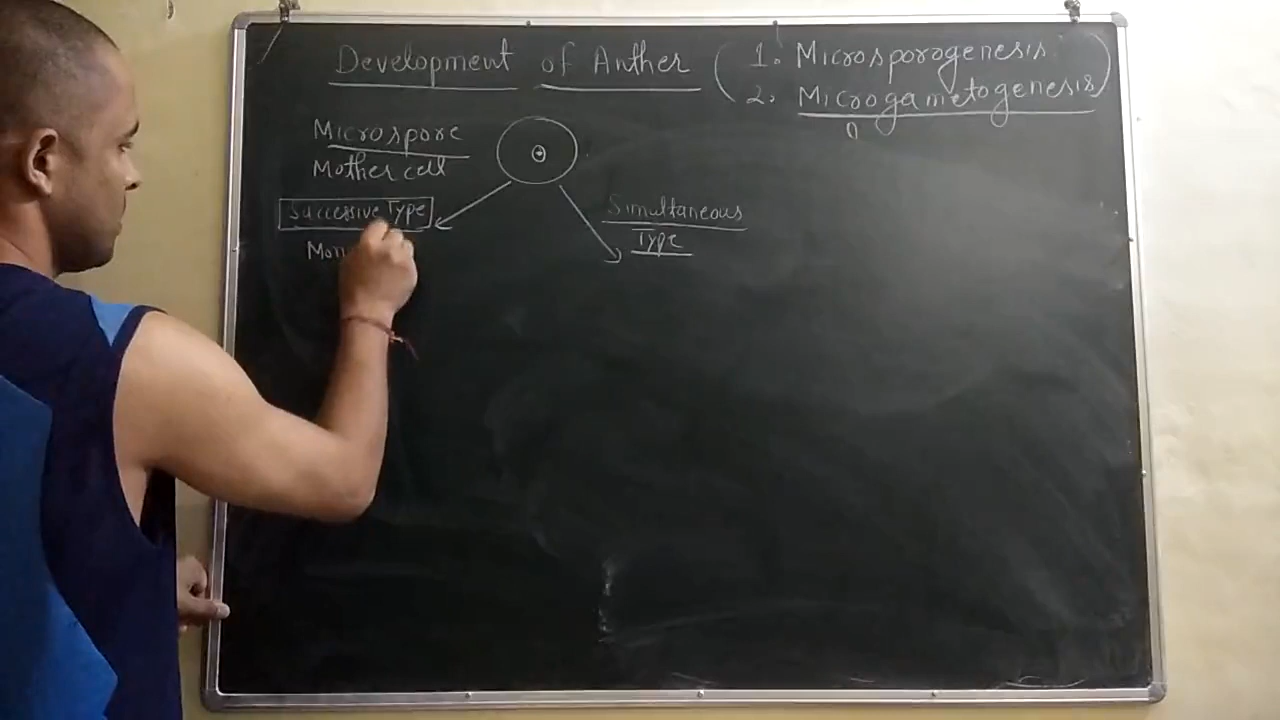 Development of Anther ( 1. Microsporogenesis
2. Microgametogenesis )
Microspore
Mother cell
Successive Type
Simultaneous
Type